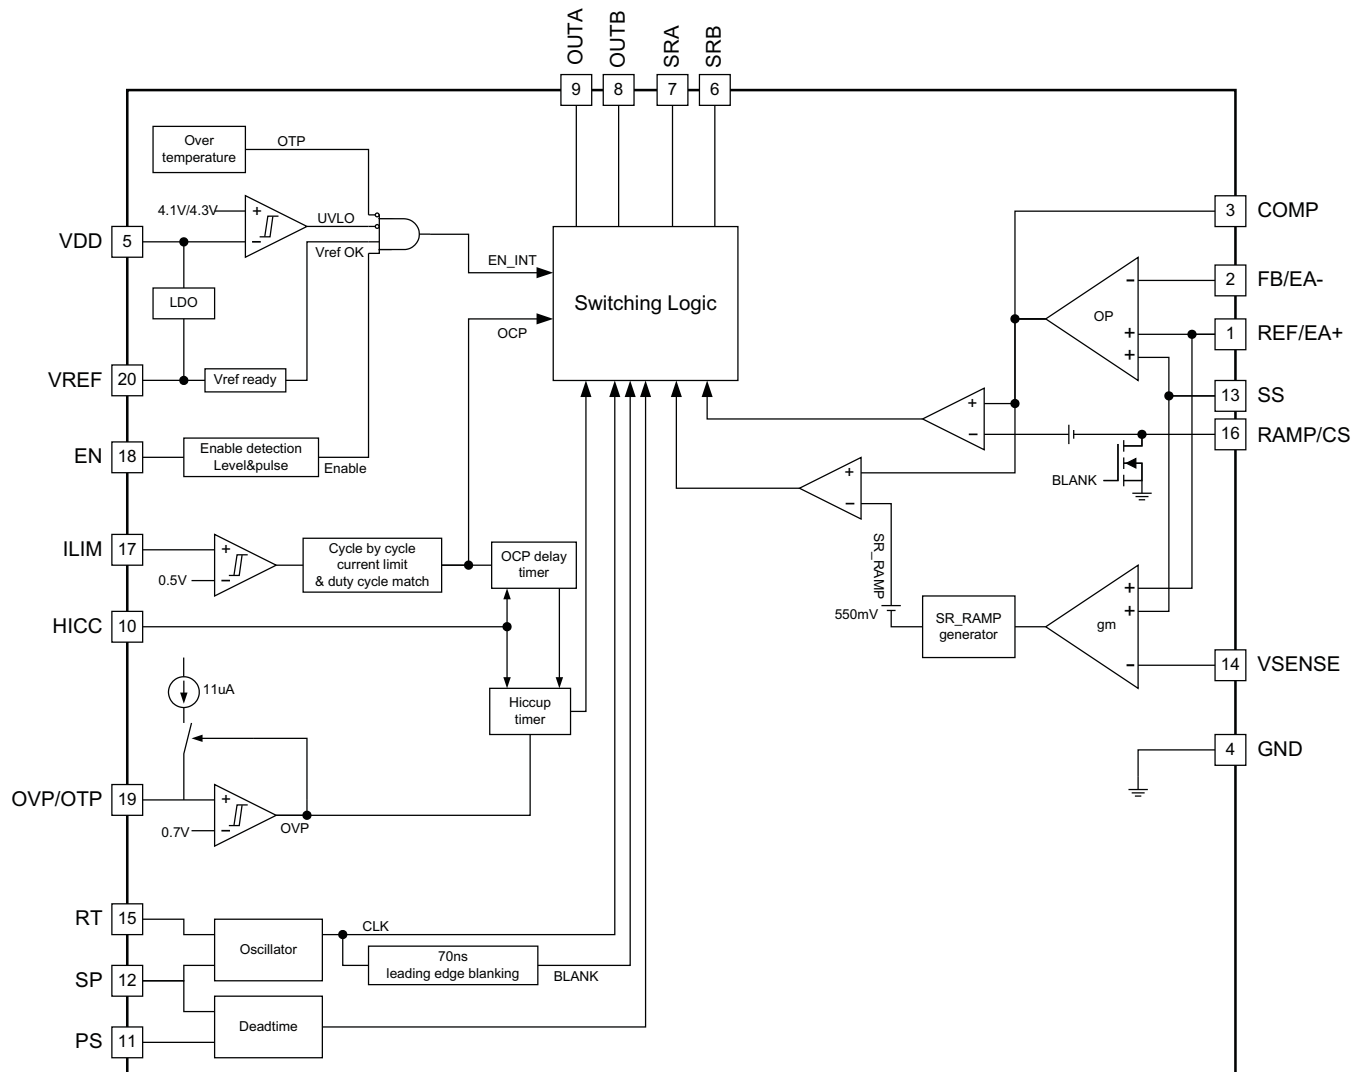 OUTA
OUTB
SRA
SRB
9
8
7
6
Over
temperature
OTP
4.1V/4.3V
+
−
UVLO
VDD
5
Vref OK
LDO
EN_INT
Switching Logic
OCP
VREF
20
Vref ready
EN
18
Enable detection
Level&pulse
Enable
3
COMP
−
2
FB/EA-
OP
+
1
REF/EA+
+
13
SS
+
−
16
RAMP/CS
BLANK
+
−
ILIM
17
+
0.5V
−
Cycle by cycle
current limit
& duty cycle match
OCP delay
timer
HICC
10
SR_RAMP
550mV
SR_RAMP
generator
+
+
gm
−
14
VSENSE
11uA
Hiccup
timer
4
GND
OVP/OTP
19
+
0.7V
−
OVP
RT
15
Oscillator
CLK
70ns
leading edge blanking
BLANK
SP
12
Deadtime
PS
11